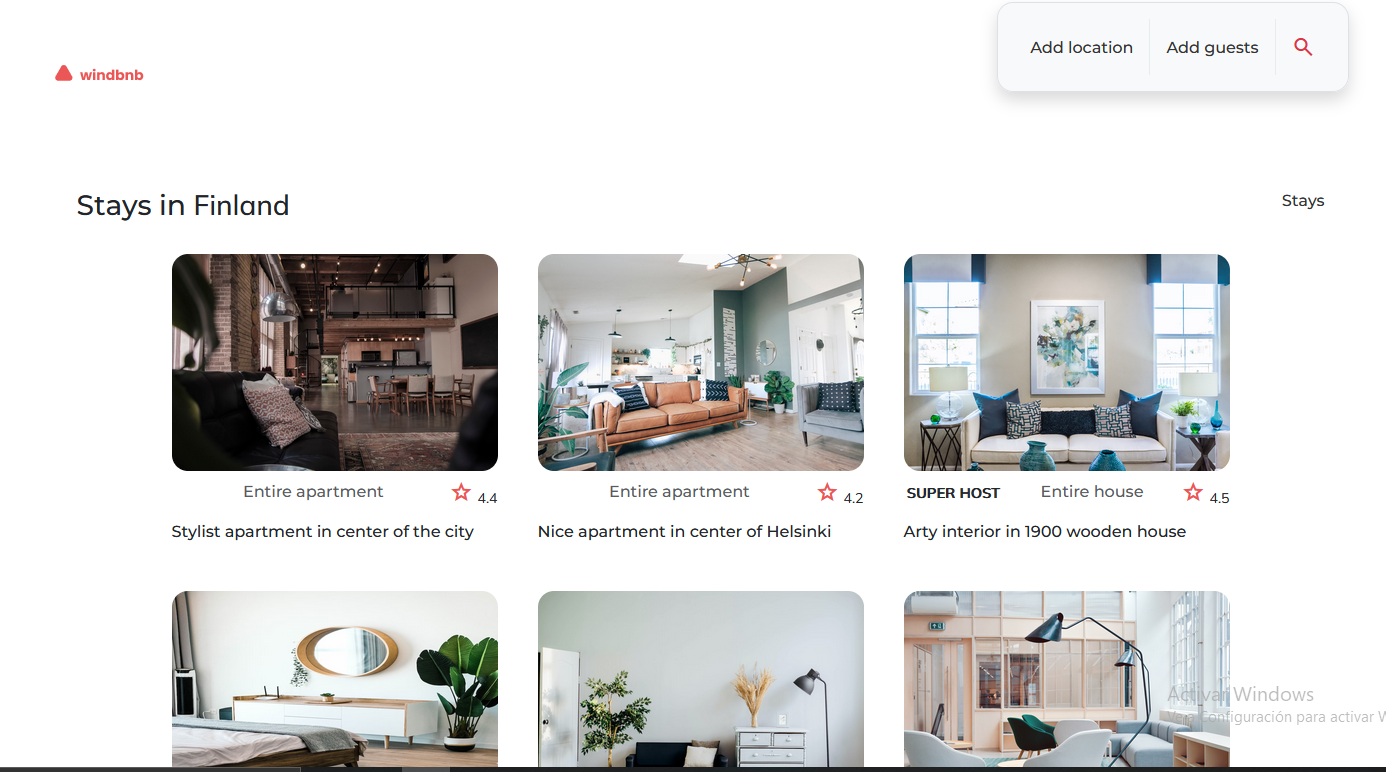 Add location
Add guests
windbnb
Stays in Finland
Stays
Entire apartment
4.4
Entire apartment
4.2
SUPER HOST
Entire house
4.5
Stylist apartment in center of the city
Nice apartment in center of Helsinki
Arty interior in 1900 wooden house
Activar Windows
Configuración para activar W